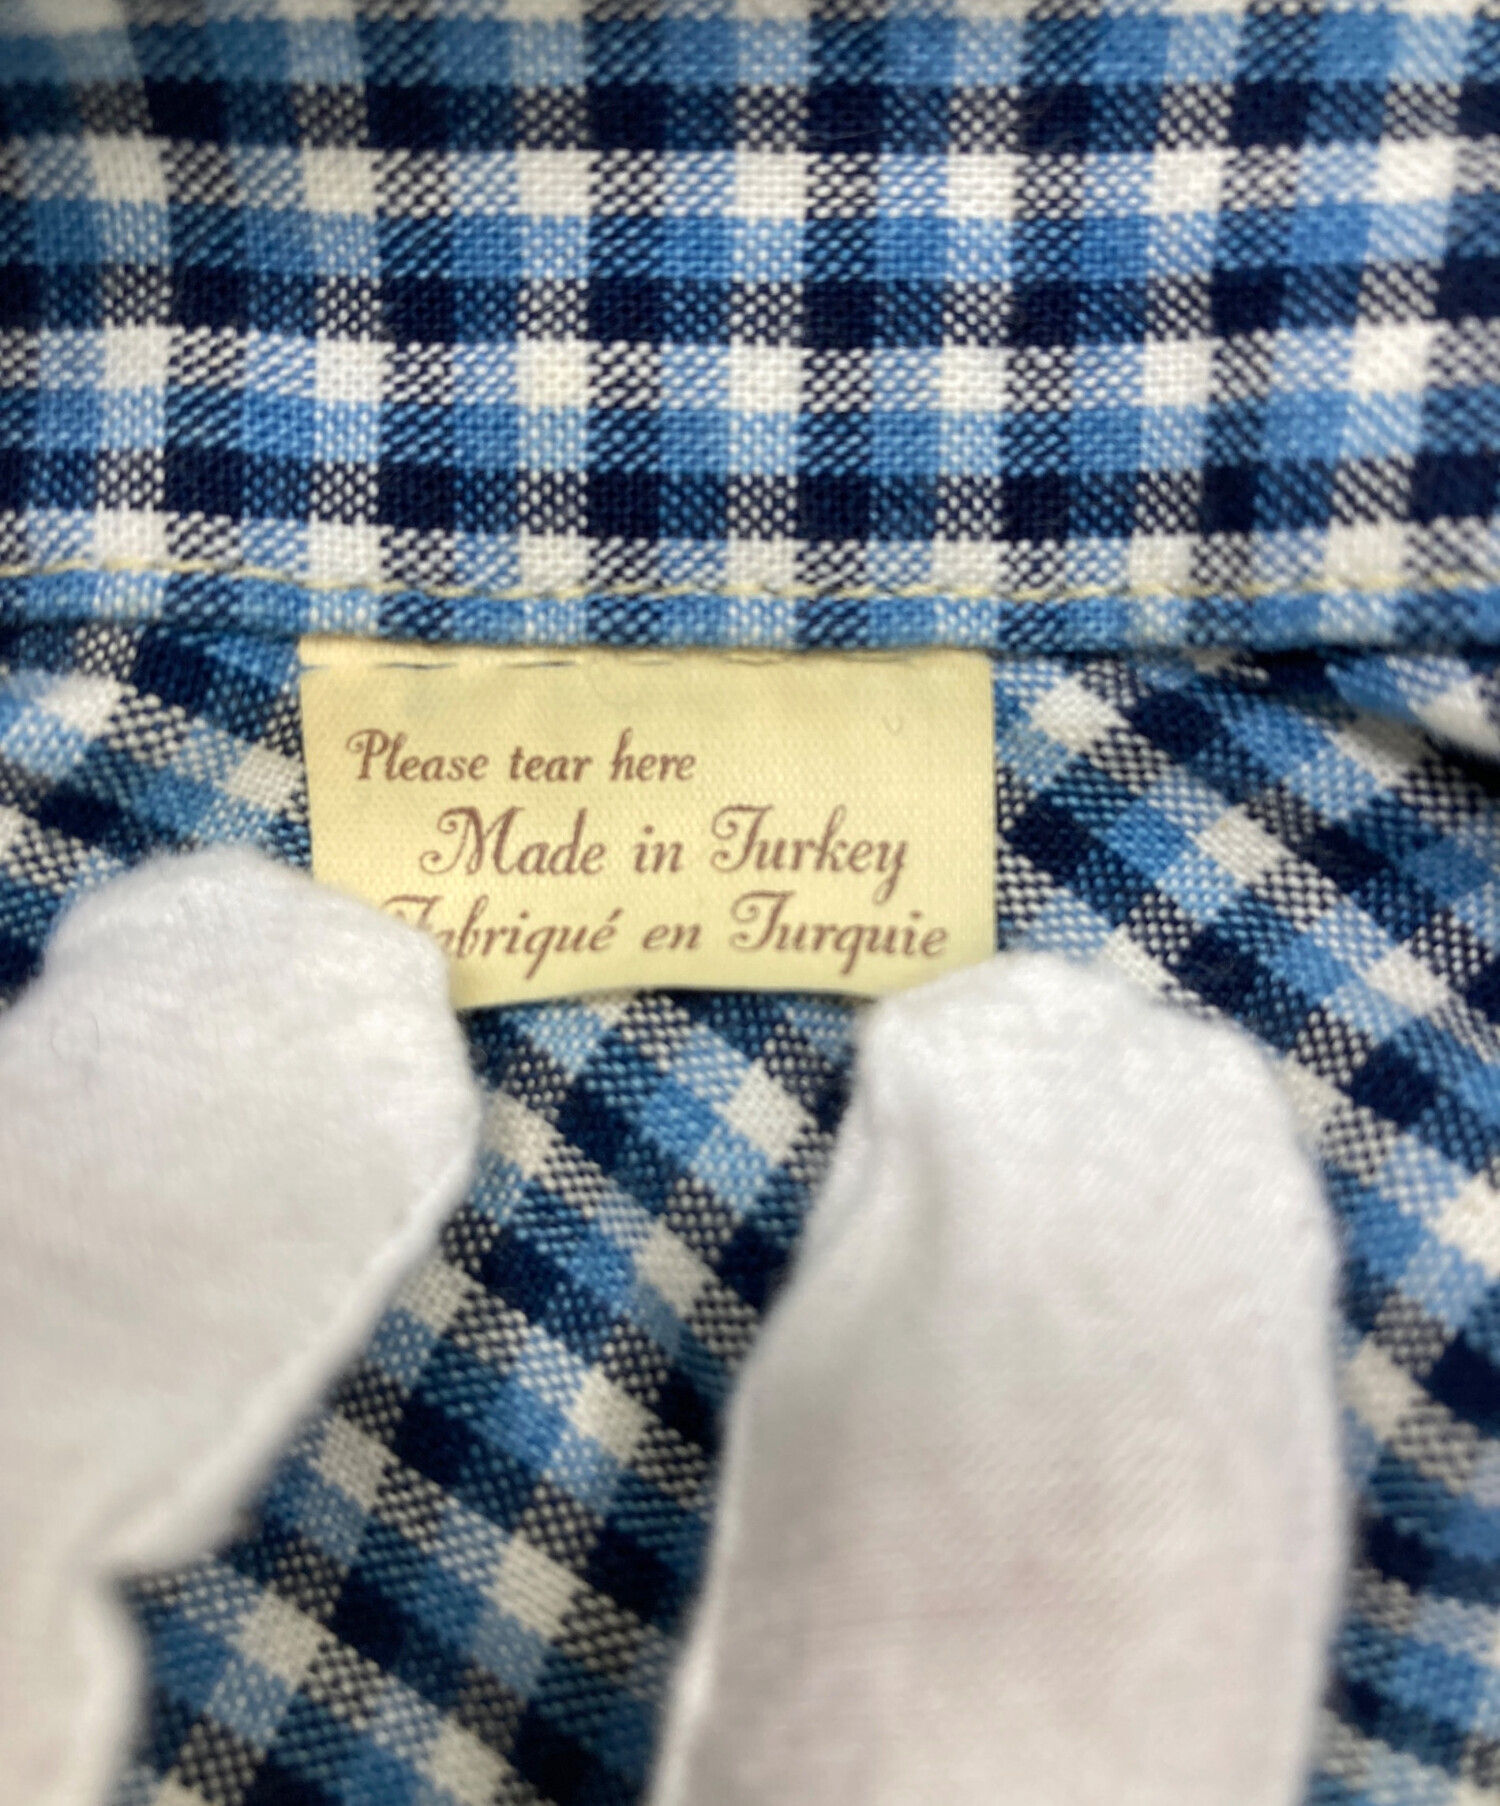 Please tear here
Made in Turkey
Fabriqué en Turquie